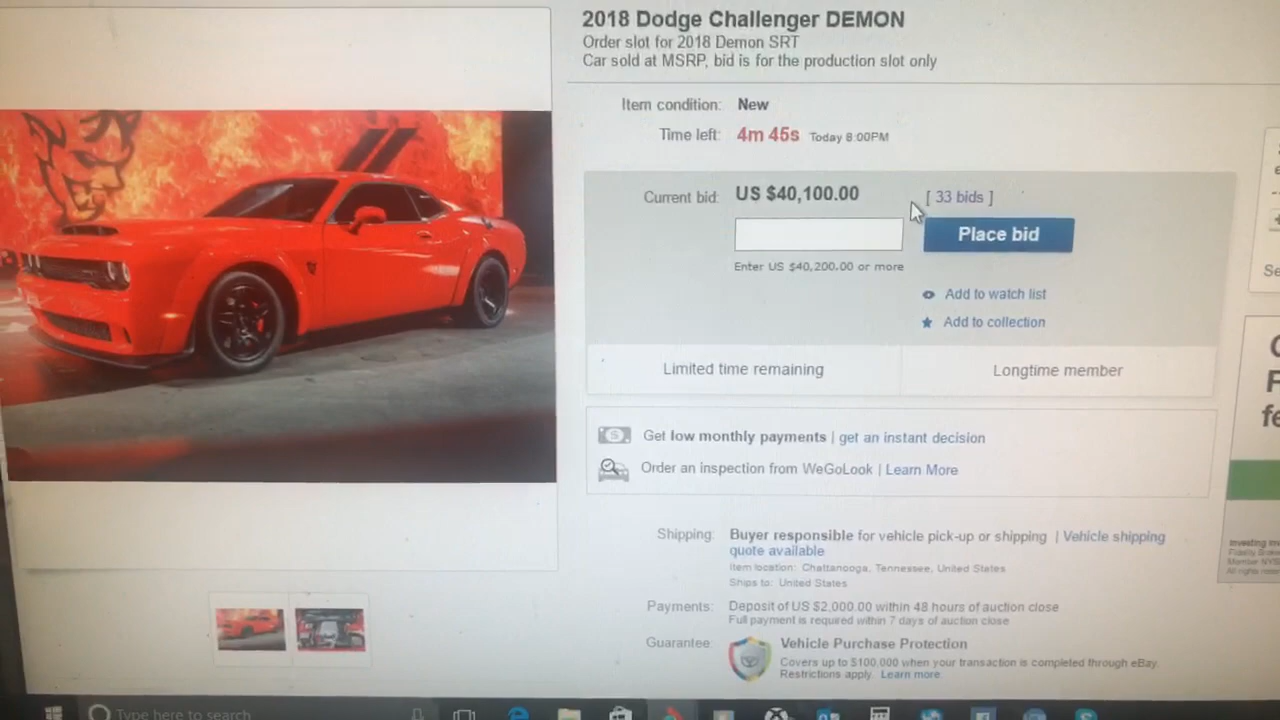 2018 Dodge Challenger DEMON
Order slot for 2018 Demon SRT
Car sold at MSRP, bid is for the production slot only
Item condition: New
Time left: 4m 45s Today 8:00PM
Current bid: US $40,100.00 [ 33 bids ]
Place bid
Enter US $40,200.00 or more
Add to watch list
Add to collection
Limited time remaining Longtime member
Get low monthly payments | get an instant decision
Order an inspection from WeGoLook | Learn More
Shipping: Buyer responsible for vehicle pick-up or shipping | Vehicle shipping
quote available
Item location: Chattanooga, Tennessee, United States
Ships to: United States
Payments: Deposit of US $2,000.00 within 48 hours of auction close
Full payment is required within 7 days of auction close
Guarantee: Vehicle Purchase Protection
Covers up to $100,000 when your transaction is completed through eBay.
Restrictions apply. Learn more
Type here to search